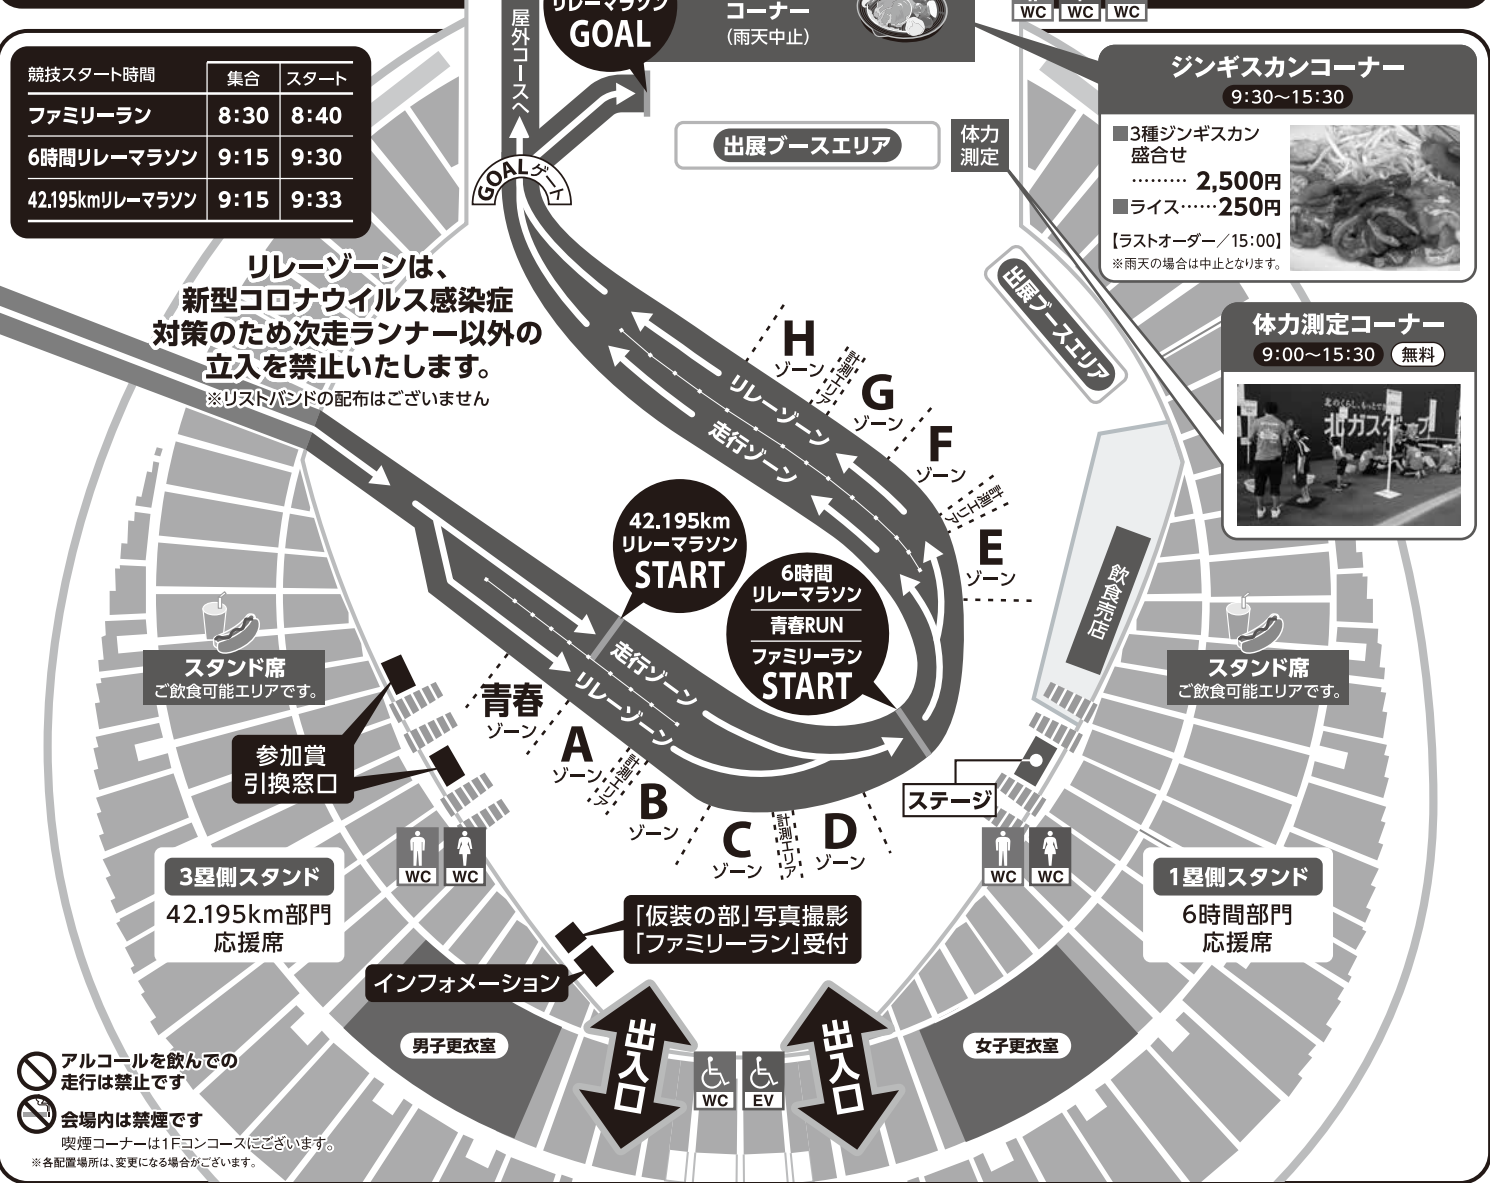 リレーマラソン
GOAL
コーナー
(雨天中止)
WC
WC
WC
屋外コースへ
競技スタート時間 集合 スタート
ファミリーラン 8:30 8:40
6時間リレーマラソン 9:15 9:30
42.195kmリレーマラソン 9:15 9:33
GOALゲート
出展ブースエリア
体力
測定
ジンギスカンコーナー
9:30〜15:30
■3種ジンギスカン
盛合せ
……… 2,500円
■ライス……250円
【ラストオーダー/15:00】
※雨天の場合は中止となります。
リレーゾーンは、
新型コロナウイルス感染症
対策のため次走ランナー以外の
立入を禁止いたします。
※リストバンドの配布はございません
出展ブースエリア
体力測定コーナー
9:00〜15:30 無料
北のくらし、もっとで
北ガスグ
H
ゾーン
計測エリア
G
ゾーン
F
ゾーン
計測エリア
E
ゾーン
リレーゾーン
走行ゾーン
42.195km
リレーマラソン
START
6時間
リレーマラソン
青春RUN
ファミリーラン
START
飲食売店
スタンド席
ご飲食可能エリアです。
スタンド席
ご飲食可能エリアです。
走行ゾーン
リレーゾーン
青春
ゾーン
A
ゾーン
計測エリア
B
ゾーン
C
ゾーン
計測エリア
D
ゾーン
参加賞
引換窓口
ステージ
WC
WC
WC
WC
3塁側スタンド
42.195km部門
応援席
1塁側スタンド
6時間部門
応援席
「仮装の部」写真撮影
「ファミリーラン」受付
インフォメーション
男子更衣室
出入口
WC
EV
出入口
女子更衣室
アルコールを飲んでの
走行は禁止です
会場内は禁煙です
喫煙コーナーは1Fコンコースにございます。
※各配置場所は、変更になる場合がございます。